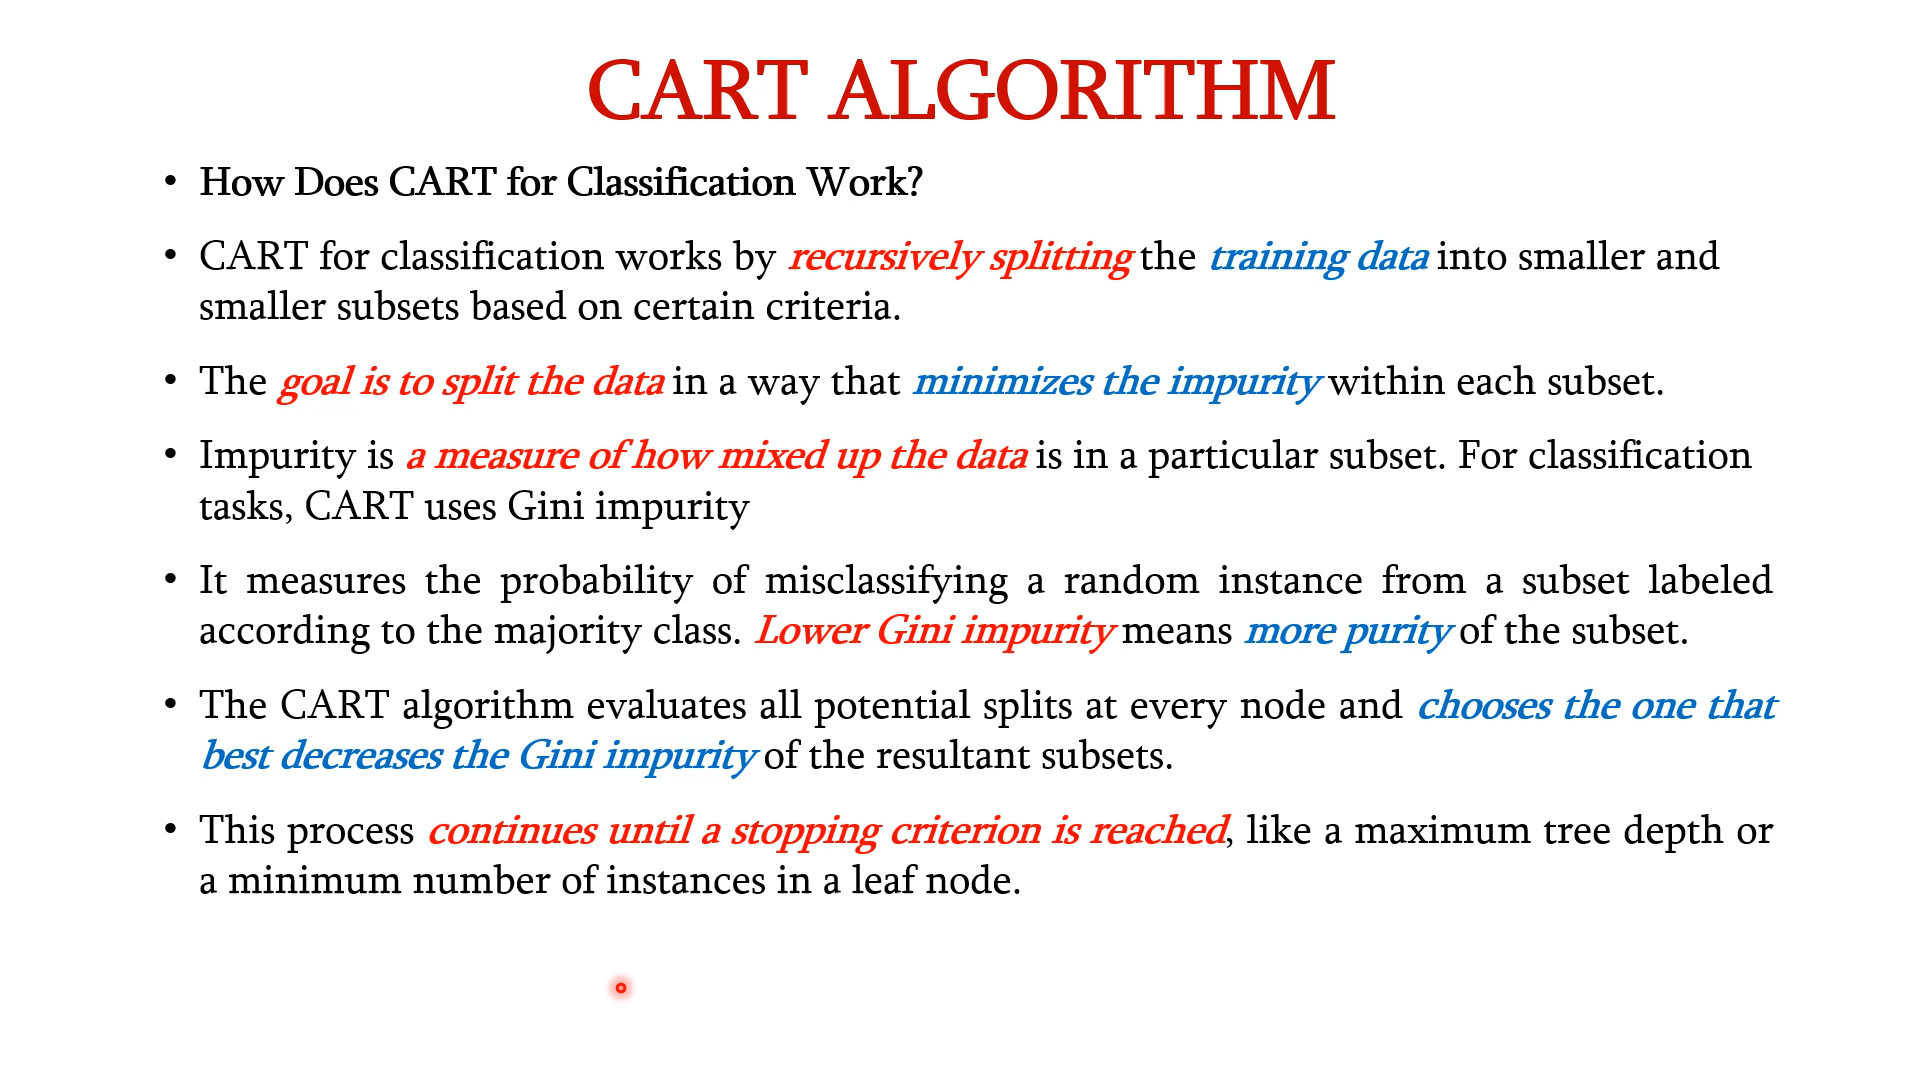 CART ALGORITHM
• How Does CART for Classification Work?
• CART for classification works by recursively splitting the training data into smaller and
smaller subsets based on certain criteria.
• The goal is to split the data in a way that minimizes the impurity within each subset.
• Impurity is a measure of how mixed up the data is in a particular subset. For classification
tasks, CART uses Gini impurity
• It measures the probability of misclassifying a random instance from a subset labeled
according to the majority class. Lower Gini impurity means more purity of the subset.
• The CART algorithm evaluates all potential splits at every node and chooses the one that
best decreases the Gini impurity of the resultant subsets.
• This process continues until a stopping criterion is reached, like a maximum tree depth or
a minimum number of instances in a leaf node.